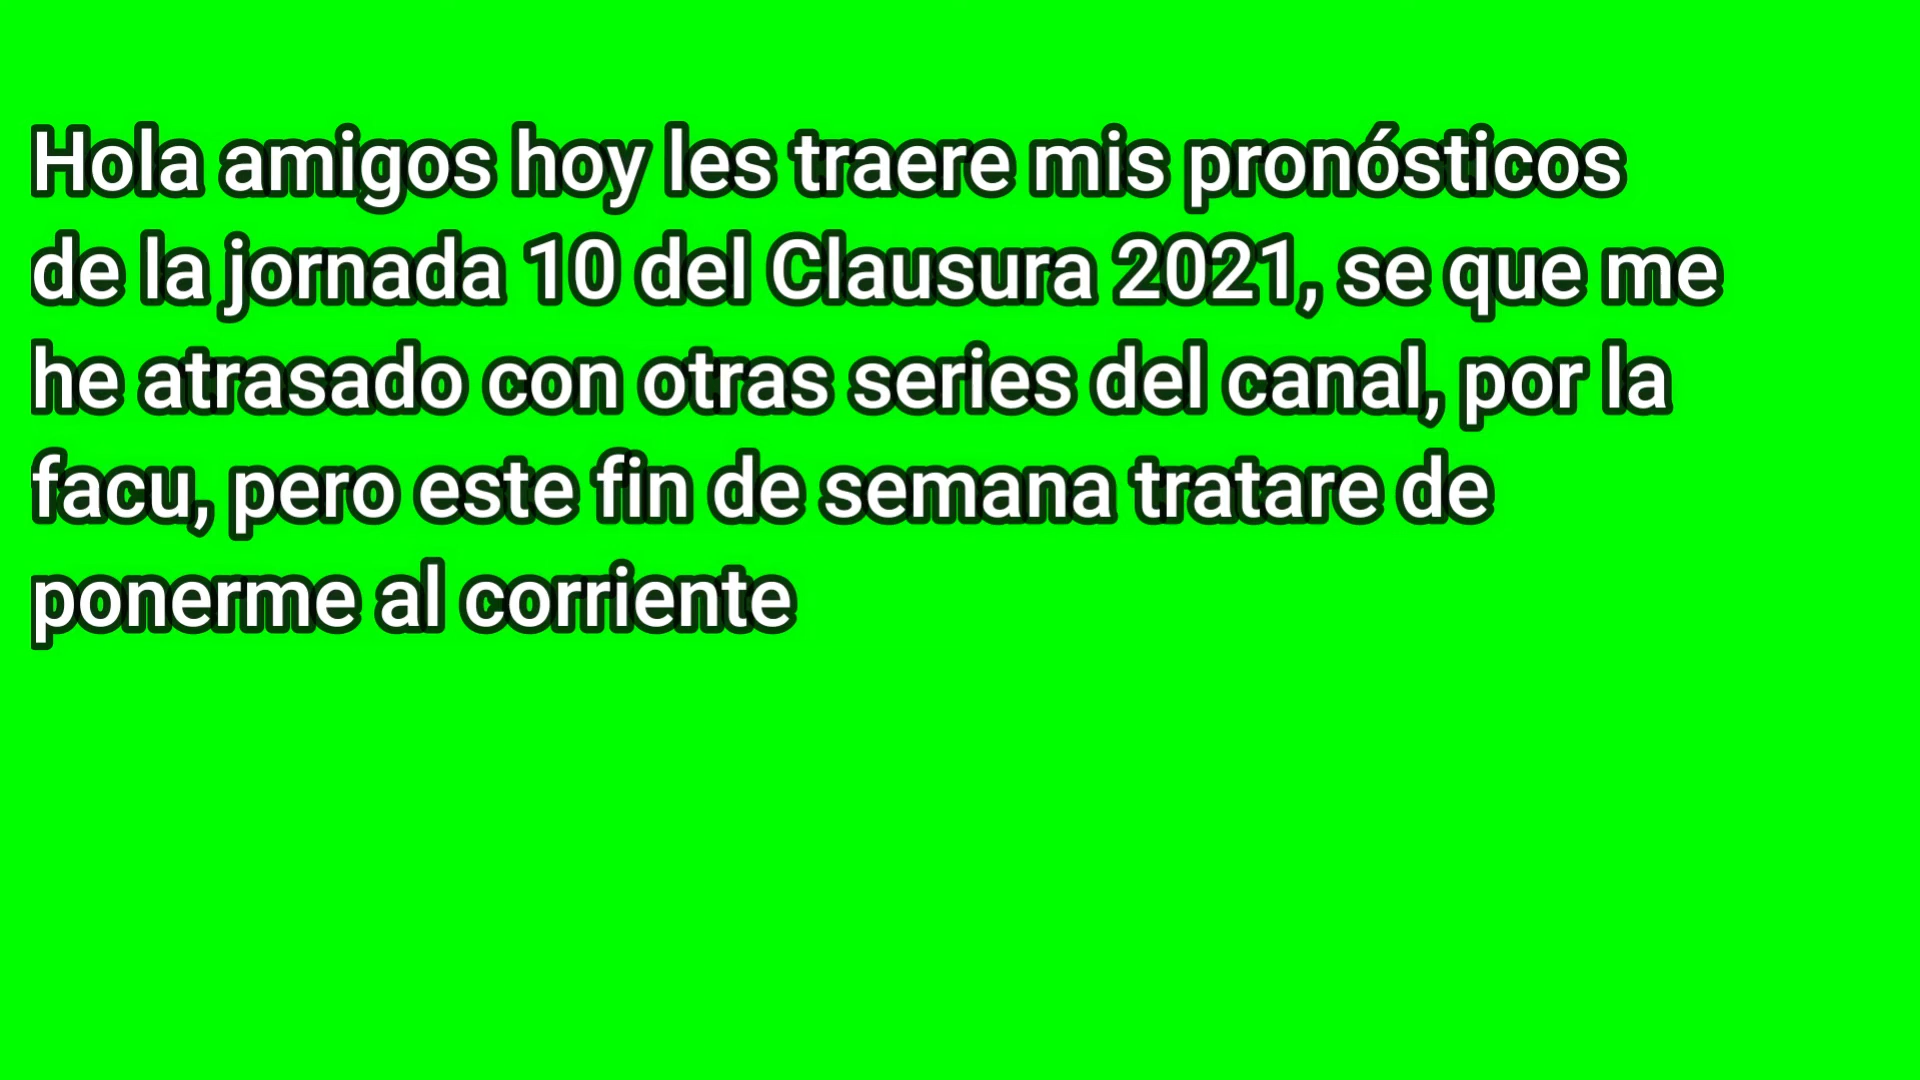 Hola amigos hoy les traere mis pronósticos
de la jornada 10 del Clausura 2021, se que me
he atrasado con otras series del canal, por la
facu, pero este fin de semana tratare de
ponerme al corriente